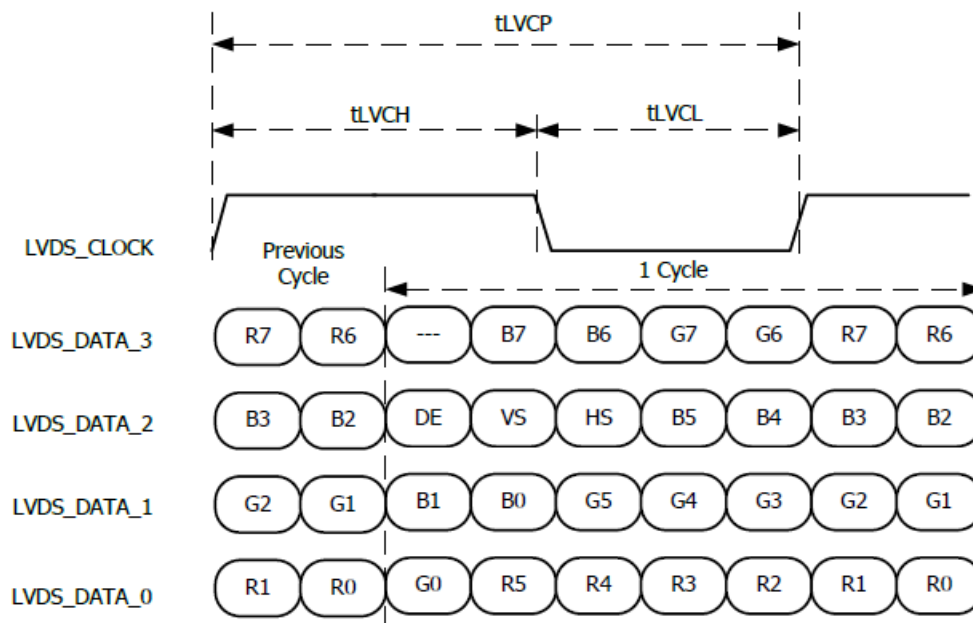 tLVCP
tLVCH tLVCL
LVDS_CLOCK
Previous
Cycle
1 Cycle
LVDS_DATA_3 R7 R6 --- B7 B6 G7 G6 R7 R6
LVDS_DATA_2 B3 B2 DE VS HS B5 B4 B3 B2
LVDS_DATA_1 G2 G1 B1 B0 G5 G4 G3 G2 G1
LVDS_DATA_0 R1 R0 G0 R5 R4 R3 R2 R1 R0